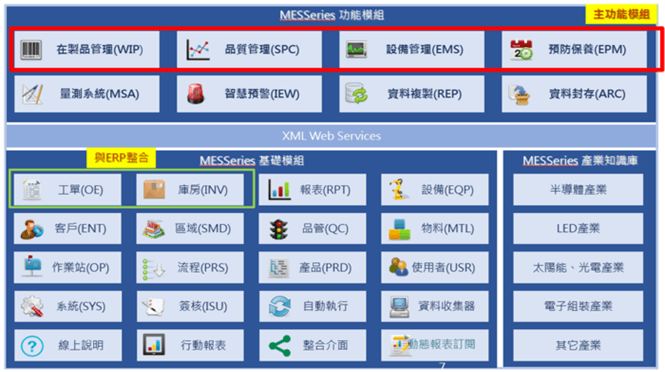 MESSeries 功能模組
主功能模組
在製品管理(WIP) 品質管理(SPC) 設備管理(EMS) 預防保養(EPM)
量測系統(MSA) 智慧預警(IEW) 資料複製(REP) 資料封存(ARC)
XML Web Services
與ERP整合
MESSeries 基礎模組
工單(OE) 庫房(INV) 報表(RPT) 設備(EQP)
客戶(ENT) 區域(SMD) 品管(QC) 物料(MTL)
作業站(OP) 流程(PRS) 產品(PRD) 使用者(USR)
系統(SYS) 簽核(ISU) 自動執行 資料收集器
線上說明 行動報表 整合介面 動態報表訂閱
MESSeries 產業知識庫
半導體產業
LED產業
太陽能、光電產業
電子組裝產業
其它產業
7